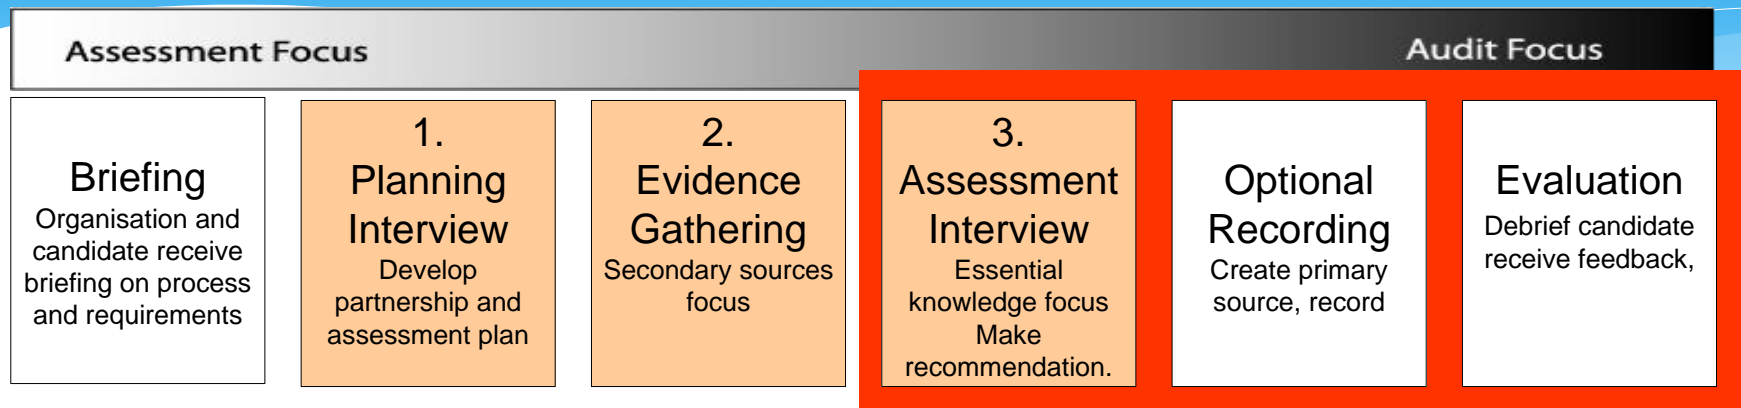 Assessment Focus
Audit Focus
Briefing
Organisation and
candidate receive
briefing on process
and requirements
1.
Planning
Interview
Develop
partnership and
assessment plan
2.
Evidence
Gathering
Secondary sources
focus
3.
Assessment
Interview
Essential
knowledge focus
Make
recommendation.
Optional
Recording
Create primary
source, record
Evaluation
Debrief candidate
receive feedback,